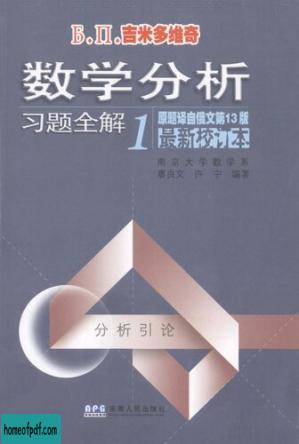 Б.П.吉米多维奇
数学分析
习题全解 1
原题译自俄文第13版
最新校订本
南京大学数学系
廖良文 许宁 编著
分析引论
APG 安徽人民出版社
homeofpdf.com